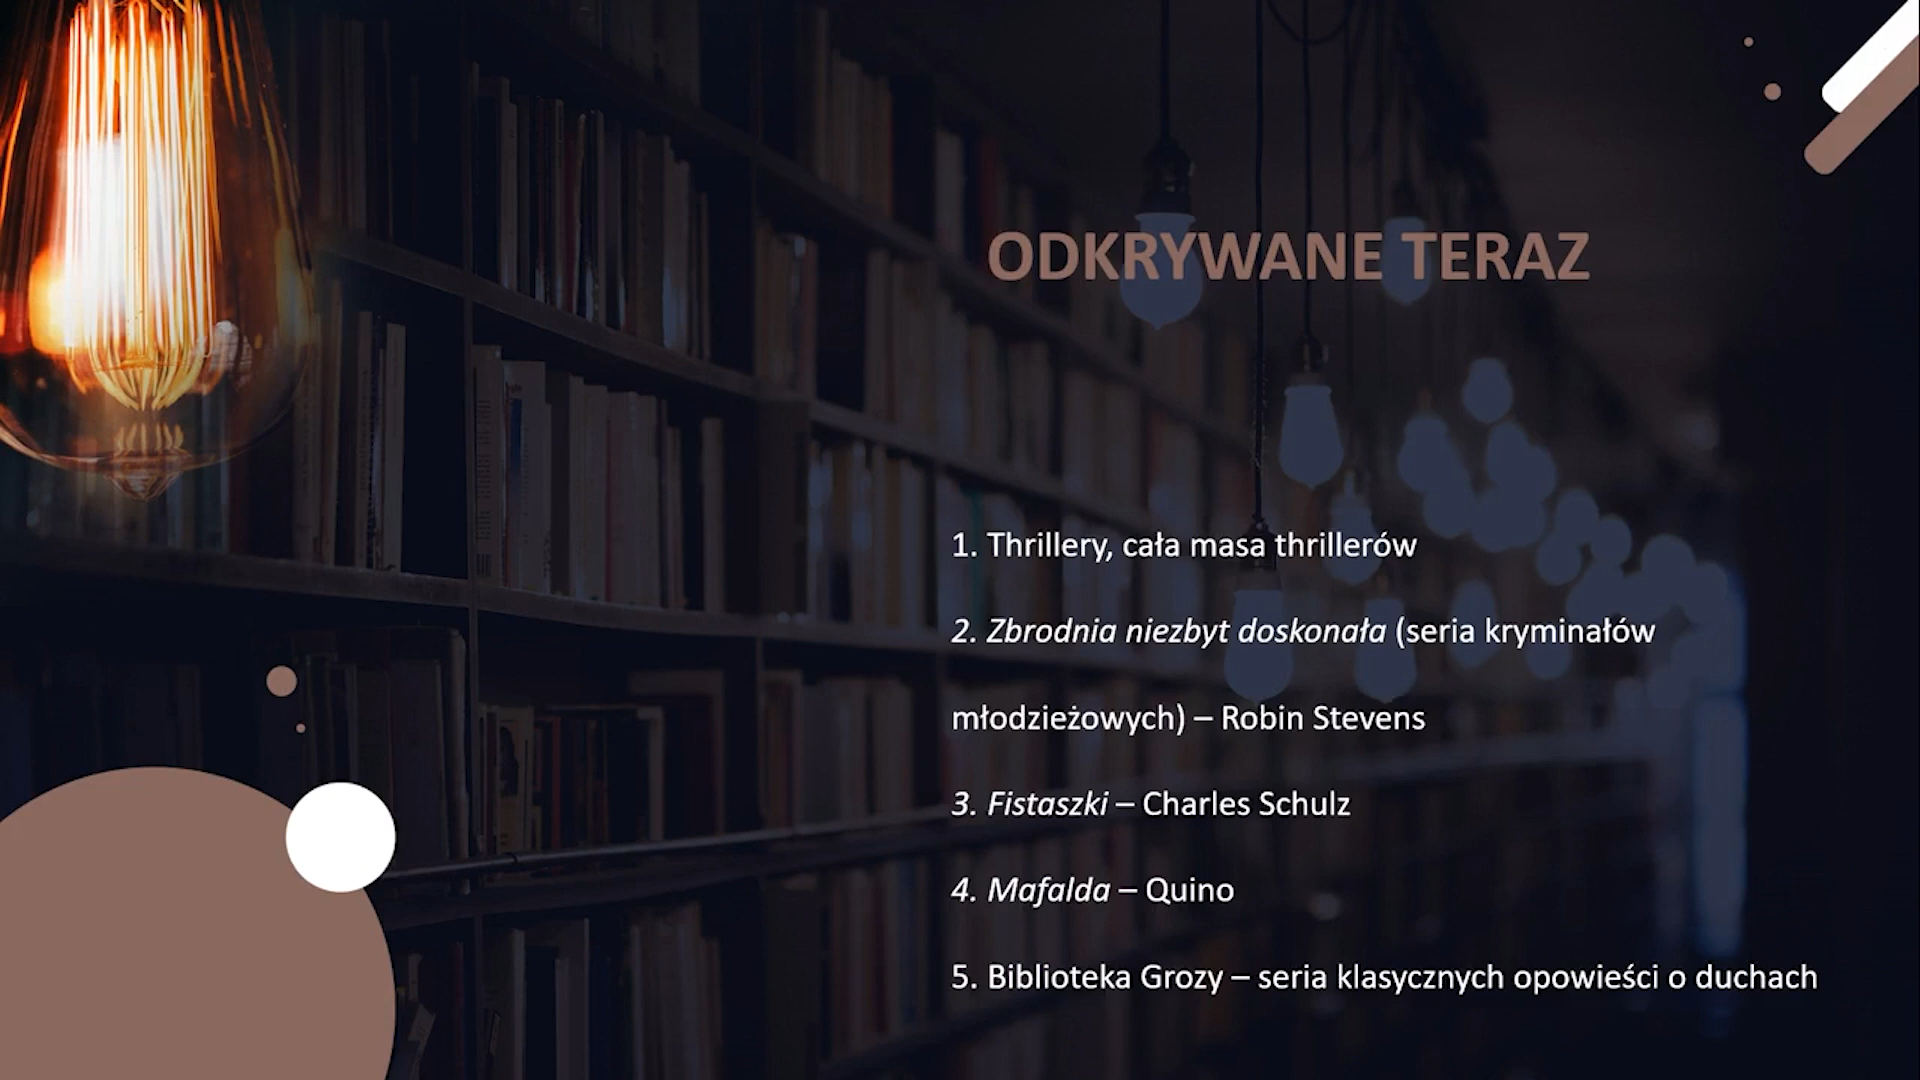 ODKRYWANE TERAZ
1. Thrillery, cała masa thrillerów
2. Zbrodnia niezbyt doskonała (seria kryminałów
młodzieżowych) – Robin Stevens
3. Fistaszki – Charles Schulz
4. Mafalda – Quino
5. Biblioteka Grozy – seria klasycznych opowieści o duchach